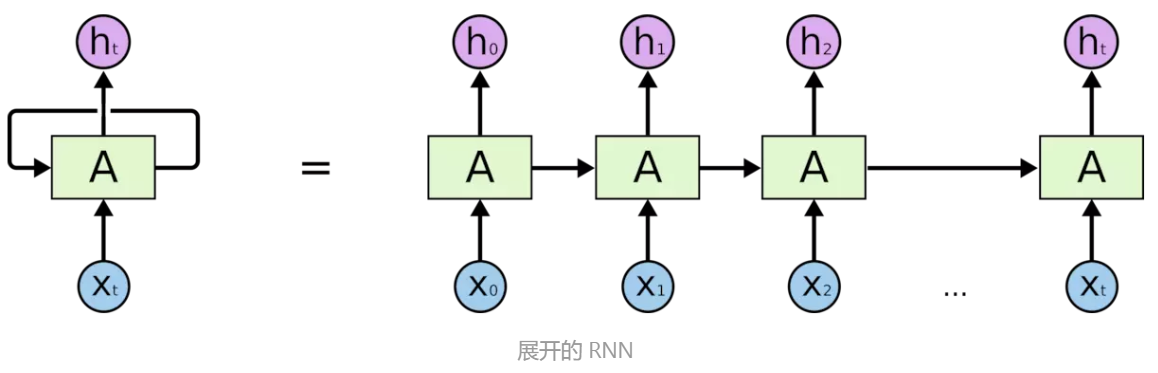 ht h0 h1 h2 ht
A = A A A A
xt x0 x1 x2 ... xt
展开的 RNN